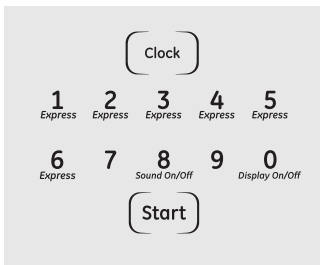 Clock
1 2 3 4 5
Express Express Express Express Express
6 7 8 9 0
Express Sound On/Off Display On/Off
Start